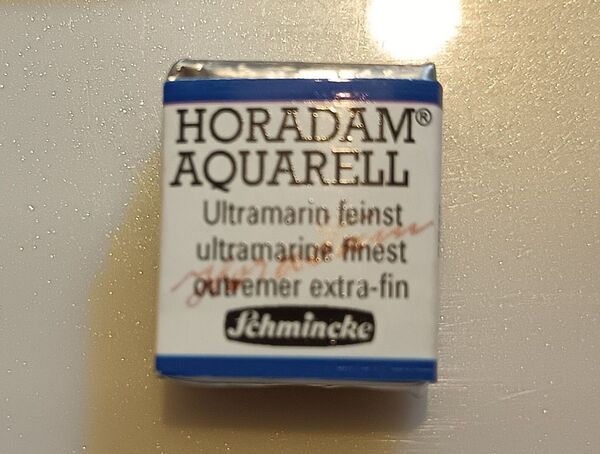 HORADAM®
AQUARELL
Ultramarin feinst
ultramarine finest
outremer extra-fin
Schmincke